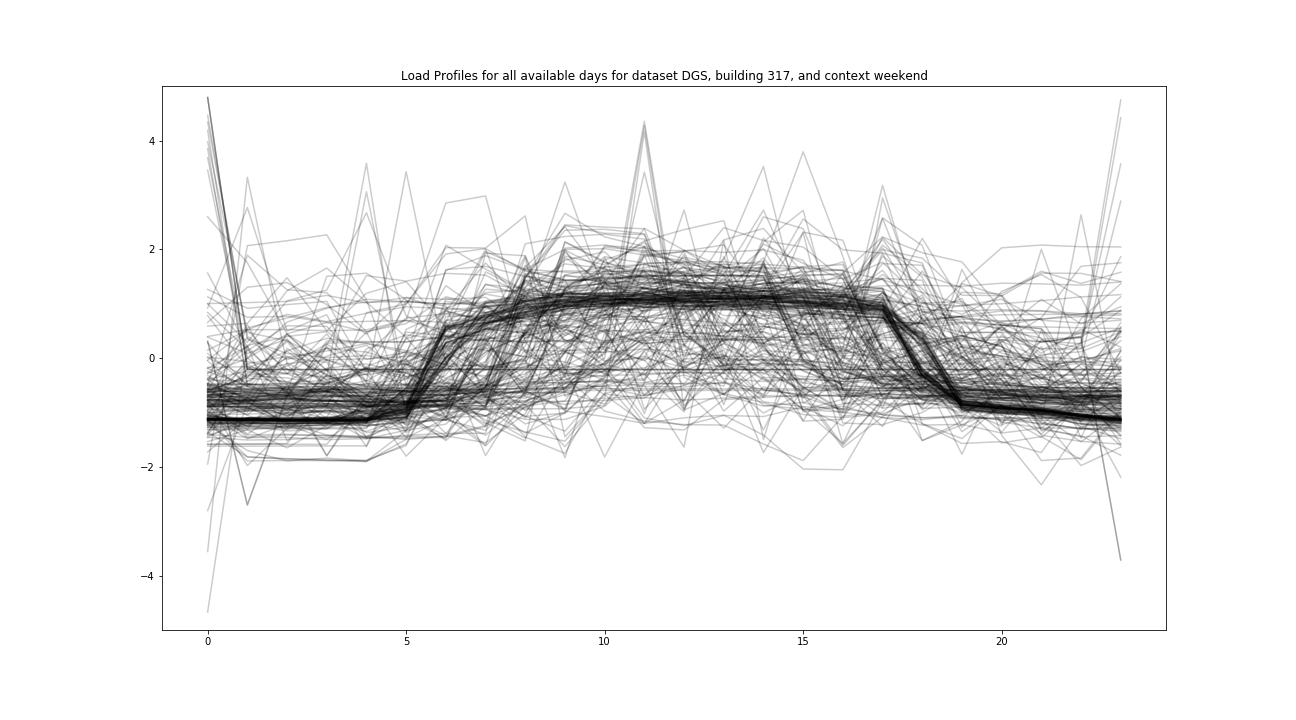 Load Profiles for all available days for dataset DGS, building 317, and context weekend
4
2
0
−2
−4
0 5 10 15 20